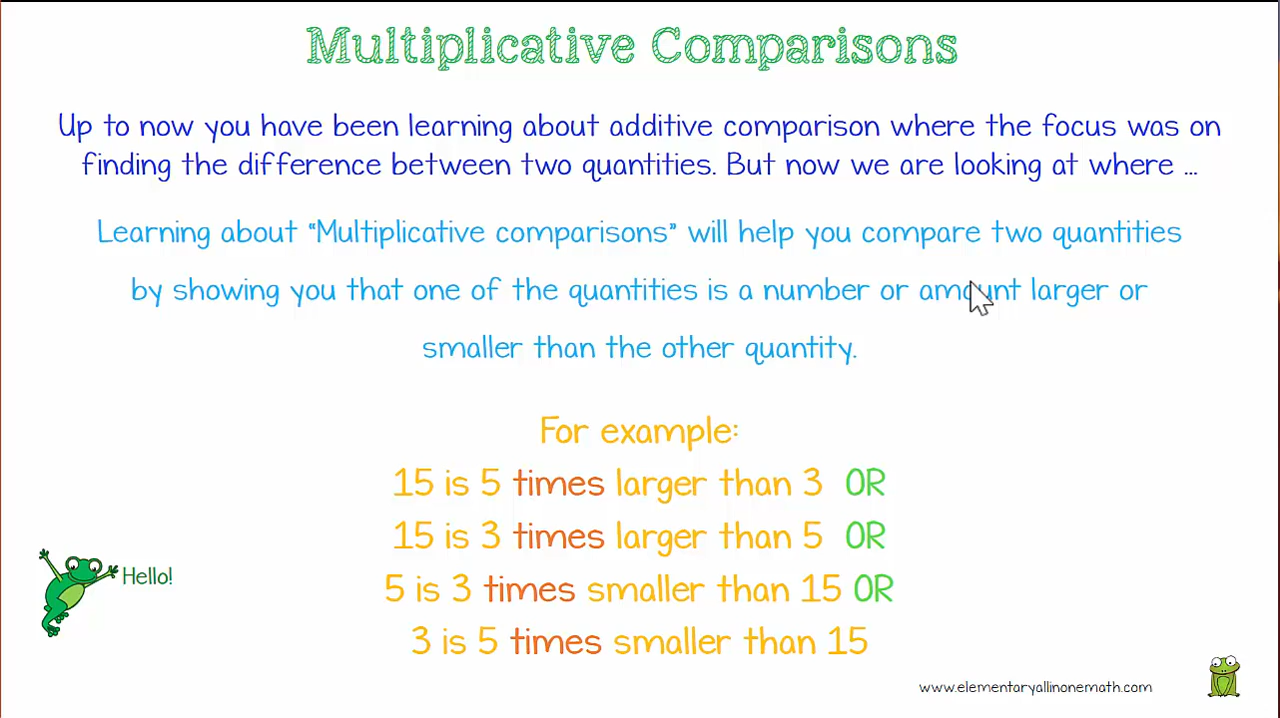 Multiplicative Comparisons
Up to now you have been learning about additive comparison where the focus was on
finding the difference between two quantities. But now we are looking at where ...
Learning about "Multiplicative comparisons" will help you compare two quantities
by showing you that one of the quantities is a number or amount larger or
smaller than the other quantity.
For example:
15 is 5 times larger than 3 OR
15 is 3 times larger than 5 OR
5 is 3 times smaller than 15 OR
3 is 5 times smaller than 15
Hello!
www.elementaryallinonemath.com